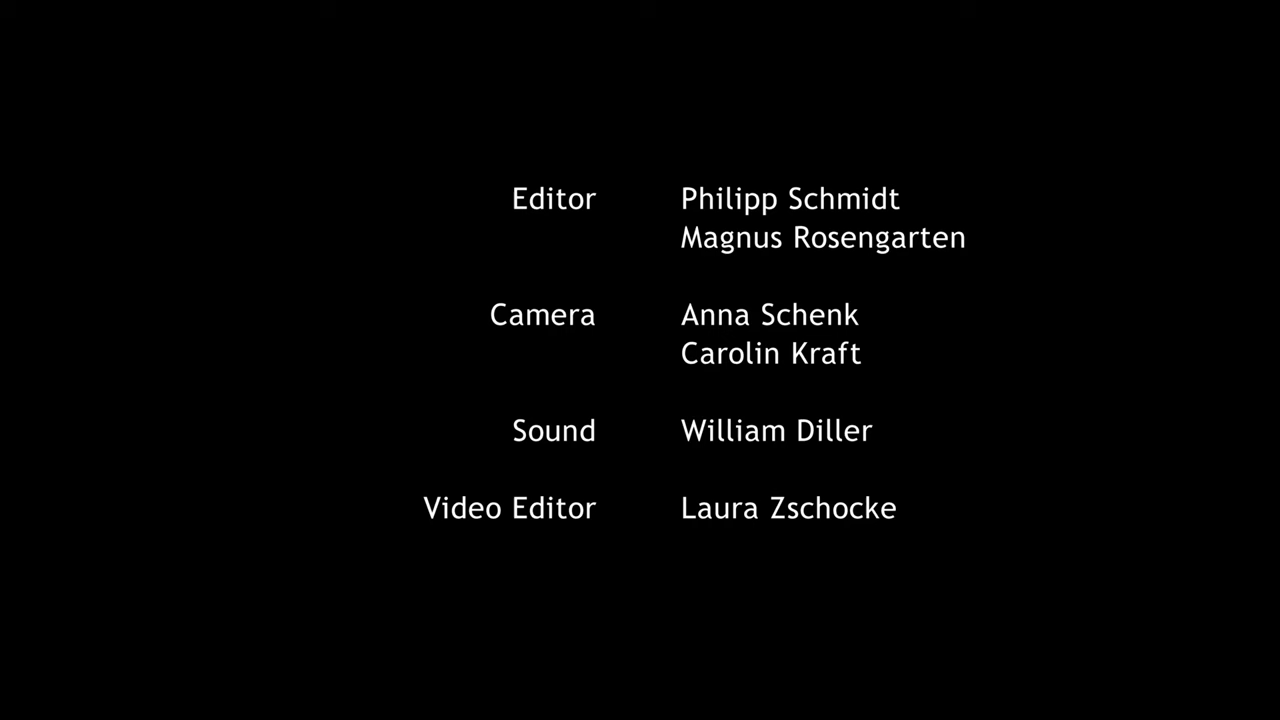 Editor Philipp Schmidt
Magnus Rosengarten
Camera Anna Schenk
Carolin Kraft
Sound William Diller
Video Editor Laura Zschocke